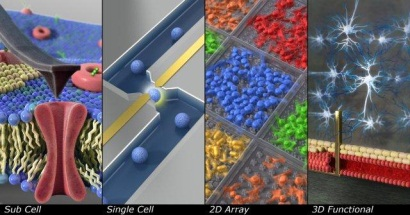 Sub Cell
Single Cell
2D Array
3D Functional